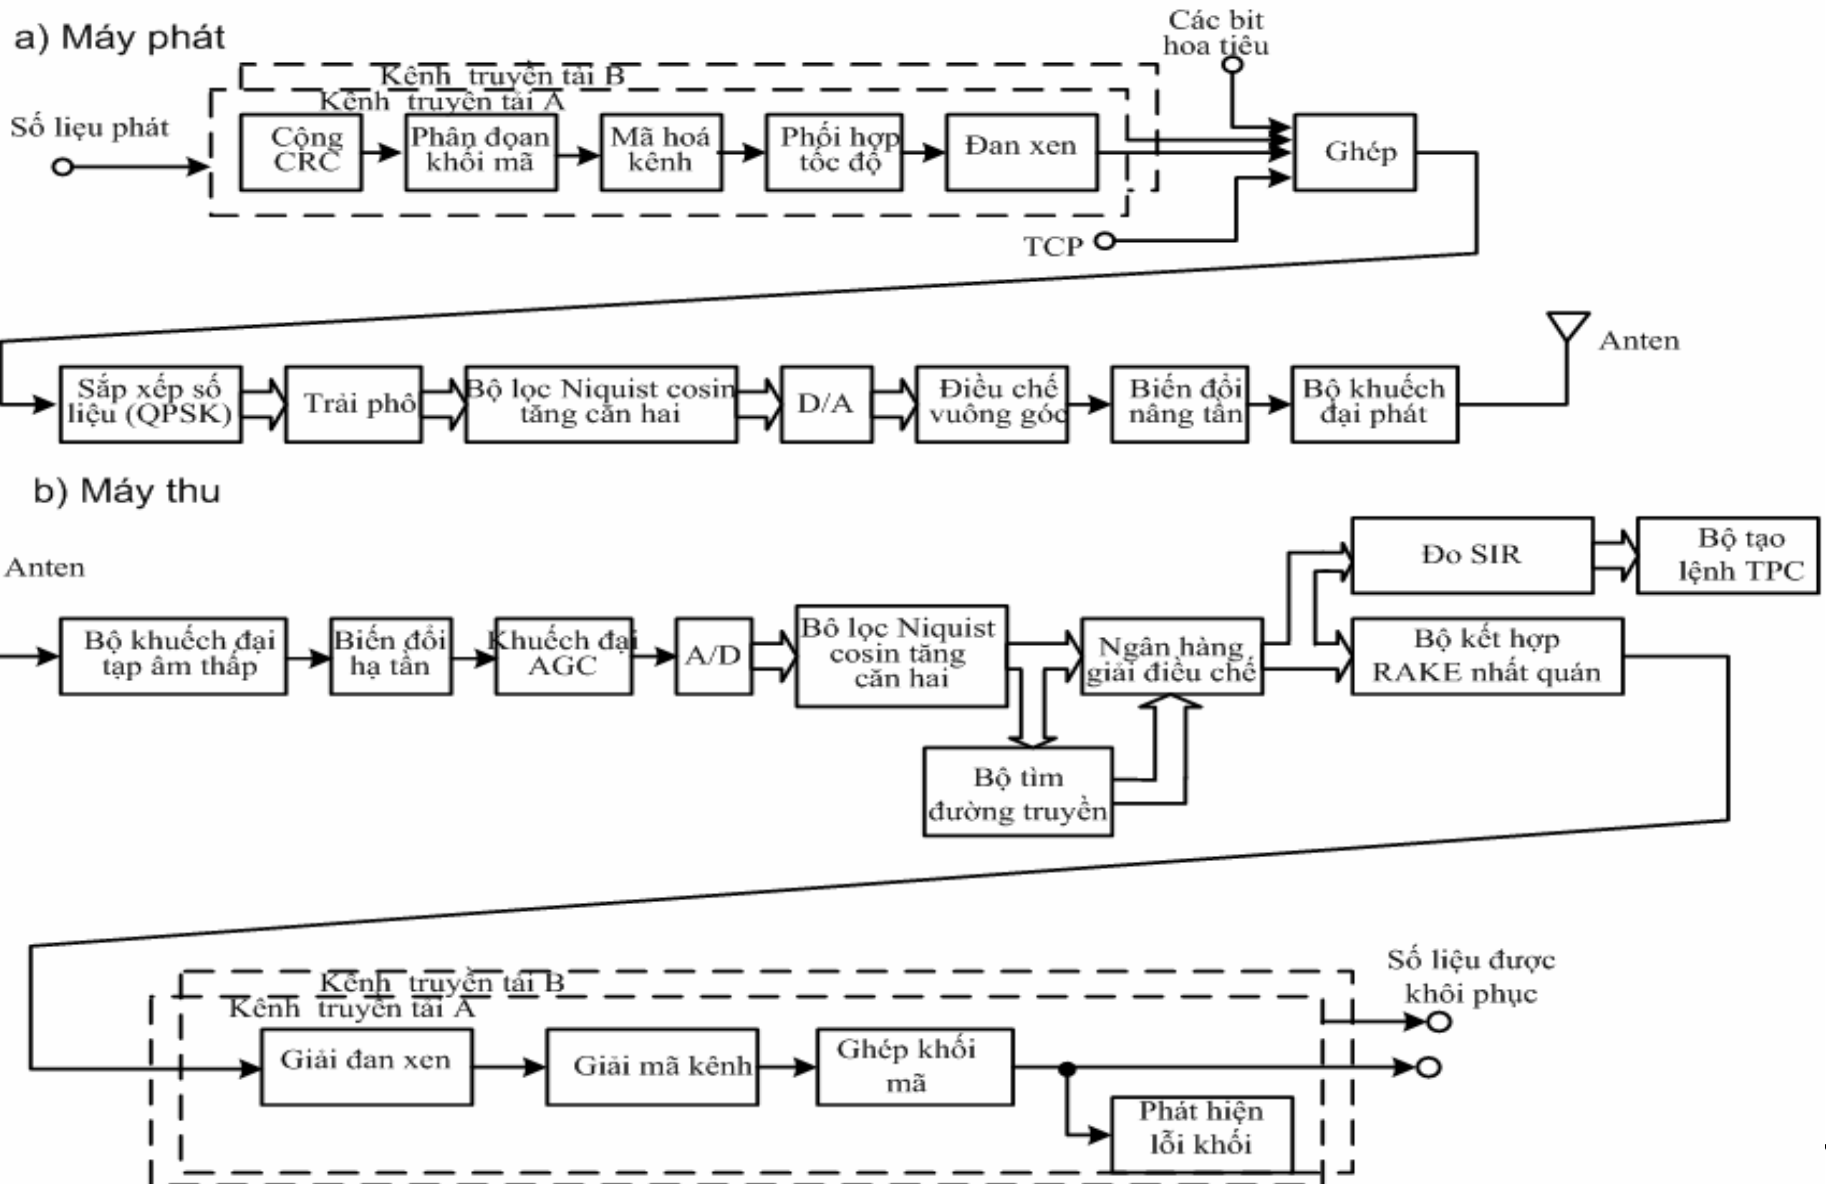 a) Máy phát
Các bit
hoa tiêu
Kênh truyền tải B
Kênh truyền tải A
Số liệu phát
Cộng
CRC
Phân đọan
khối mã
Mã hoá
kênh
Phối hợp
tốc độ
Đan xen
Ghép
TCP
Sắp xếp số
liệu (QPSK)
Trải phổ
Bộ lọc Niquist cosin
tăng căn hai
D/A
Điều chế
vuông góc
Biến đổi
nâng tần
Bộ khuếch
đại phát
Anten
b) Máy thu
Anten
Bộ khuếch đại
tạp âm thấp
Biến đổi
hạ tần
Khuếch đại
AGC
A/D
Bô lọc Niquist
cosin tăng
căn hai
Ngân hàng
giải điều chế
Đo SIR
Bộ tạo
lệnh TPC
Bộ kết hợp
RAKE nhất quán
Bộ tìm
đường truyền
Kênh truyền tải B
Kênh truyền tải A
Giải đan xen
Giải mã kênh
Ghép khối
mã
Phát hiện
lỗi khối
Số liệu được
khôi phục